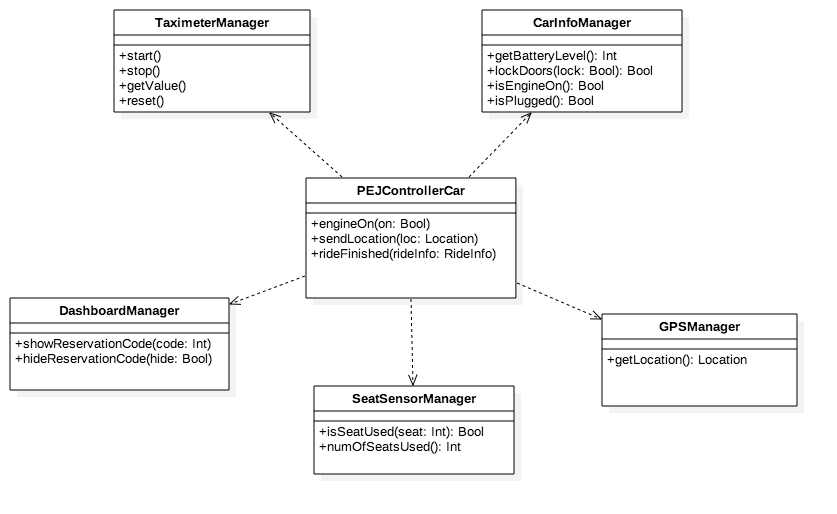 TaximeterManager
+start()
+stop()
+getValue()
+reset()
CarInfoManager
+getBatteryLevel(): Int
+lockDoors(lock: Bool): Bool
+isEngineOn(): Bool
+isPlugged(): Bool
PEJControllerCar
+engineOn(on: Bool)
+sendLocation(loc: Location)
+rideFinished(rideInfo: RideInfo)
DashboardManager
+showReservationCode(code: Int)
+hideReservationCode(hide: Bool)
GPSManager
+getLocation(): Location
SeatSensorManager
+isSeatUsed(seat: Int): Bool
+numOfSeatsUsed(): Int